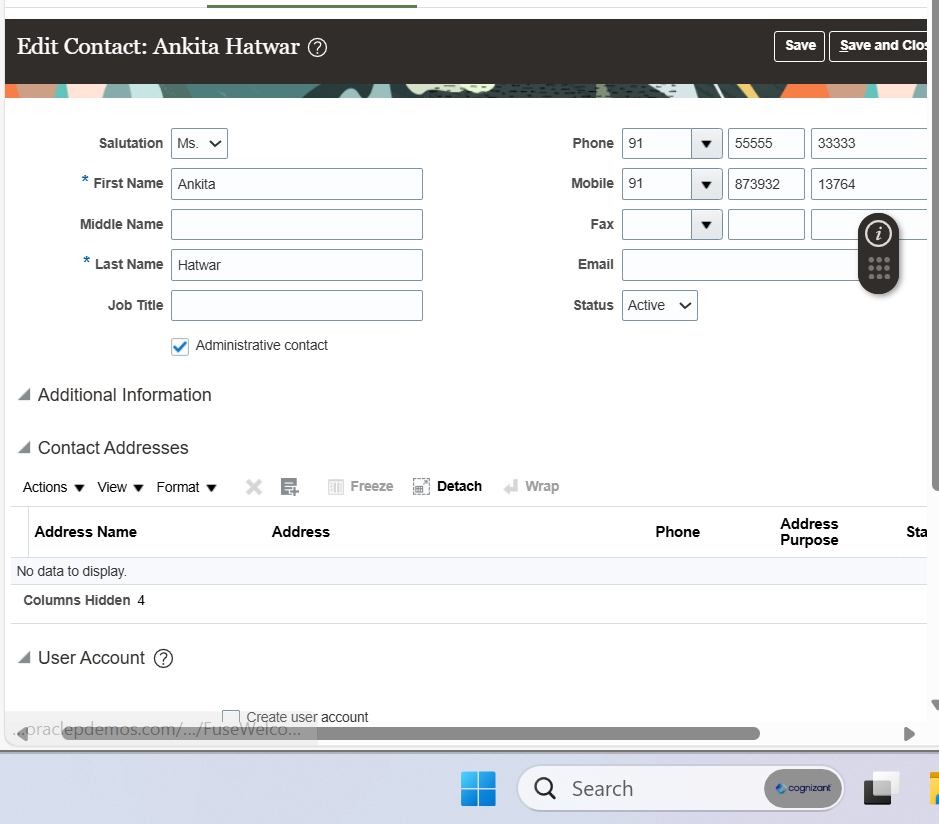 Edit Contact: Ankita Hatwar ?
Save
Save and Clos
Salutation Ms.
* First Name Ankita
Middle Name
* Last Name Hatwar
Job Title
Administrative contact
Phone 91 55555 33333
Mobile 91 873932 13764
Fax
Email
Status Active
i
Additional Information
Contact Addresses
Actions View Format Freeze Detach Wrap
Address Name Address Phone Address Purpose Sta
No data to display.
Columns Hidden 4
User Account ?
Create user account
...oraclepdemos.com/.../FuseWelco...
Search cognizant